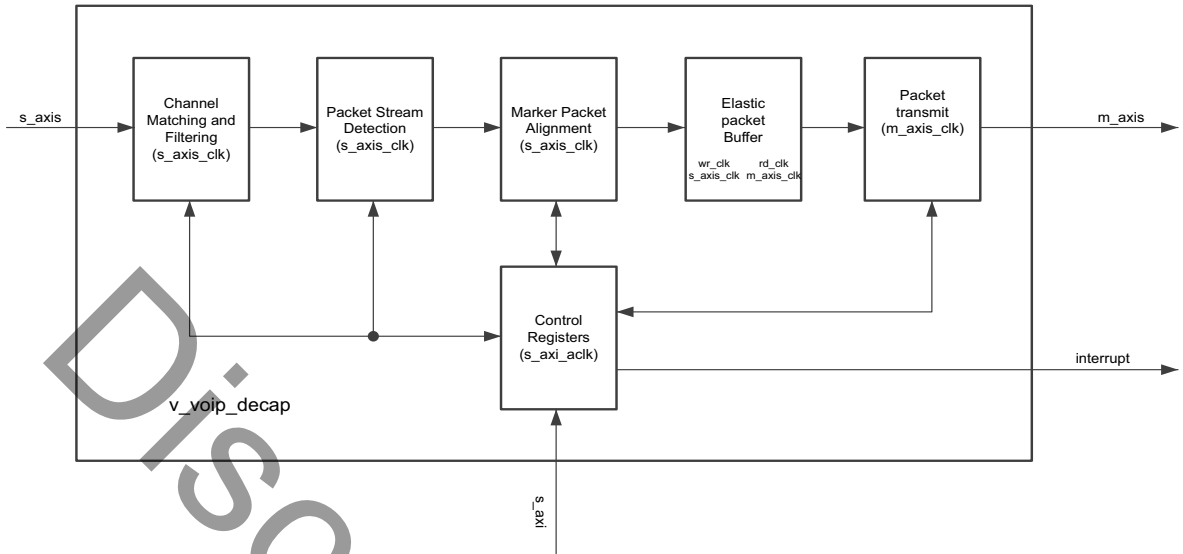 s_axis
Channel
Matching and
Filtering
(s_axis_clk)
Packet Stream
Detection
(s_axis_clk)
Marker Packet
Alignment
(s_axis_clk)
Elastic
packet
Buffer
wr_clk rd_clk
s_axis_clk m_axis_clk
Packet
transmit
(m_axis_clk)
m_axis
Control
Registers
(s_axi_aclk)
interrupt
v_voip_decap
s_axi